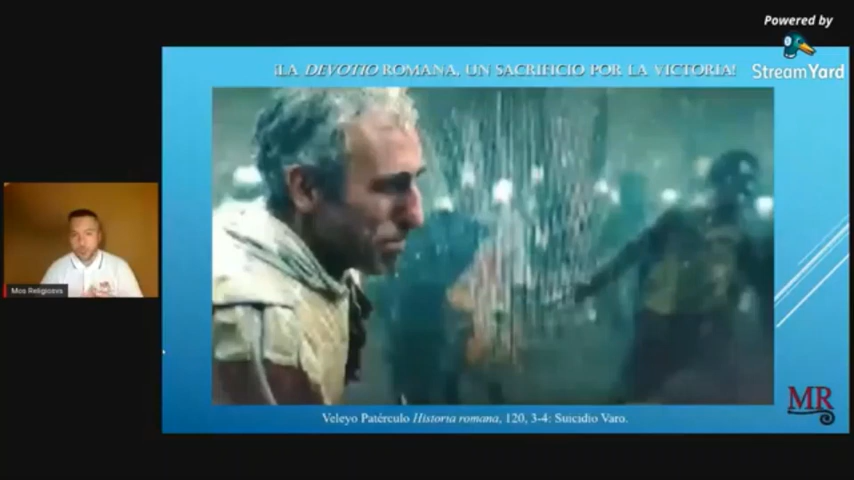 Powered by
StreamYard
¡LA DEVOTIO ROMANA, UN SACRIFICIO POR LA VICTORIA!
Mos Religiosvs
MR
Veleyo Patérculo Historia romana, 120, 3-4: Suicidio Varo.